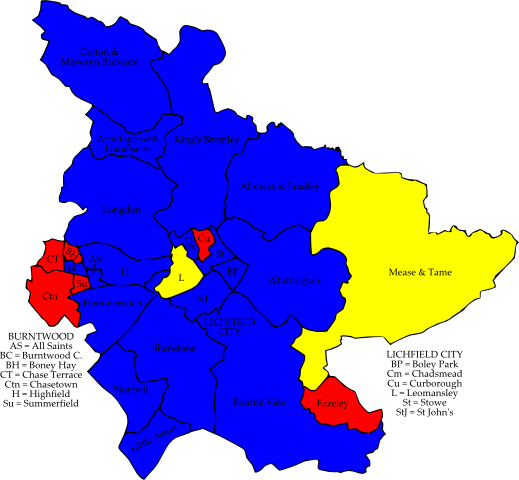 Colton &
Mavesyn Ridware
Armitage with
Handsacre
King's Bromley
Alrewas & Fradley
Longdon
Cm
Cu
St
CT
BH
BC
AS
H
L
BP
Whittington
Mease & Tame
Ctn
Su
Hammerwich
StJ
LICHFIELD
CITY
Shenstone
Stonnall
Bourne Vale
Fazeley
Little Aston
BURNTWOOD
AS = All Saints
BC = Burntwood C.
BH = Boney Hay
CT = Chase Terrace
Ctn = Chasetown
H = Highfield
Su = Summerfield
LICHFIELD CITY
BP = Boley Park
Cm = Chadsmead
Cu = Curborough
L = Leomansley
St = Stowe
StJ = St John's